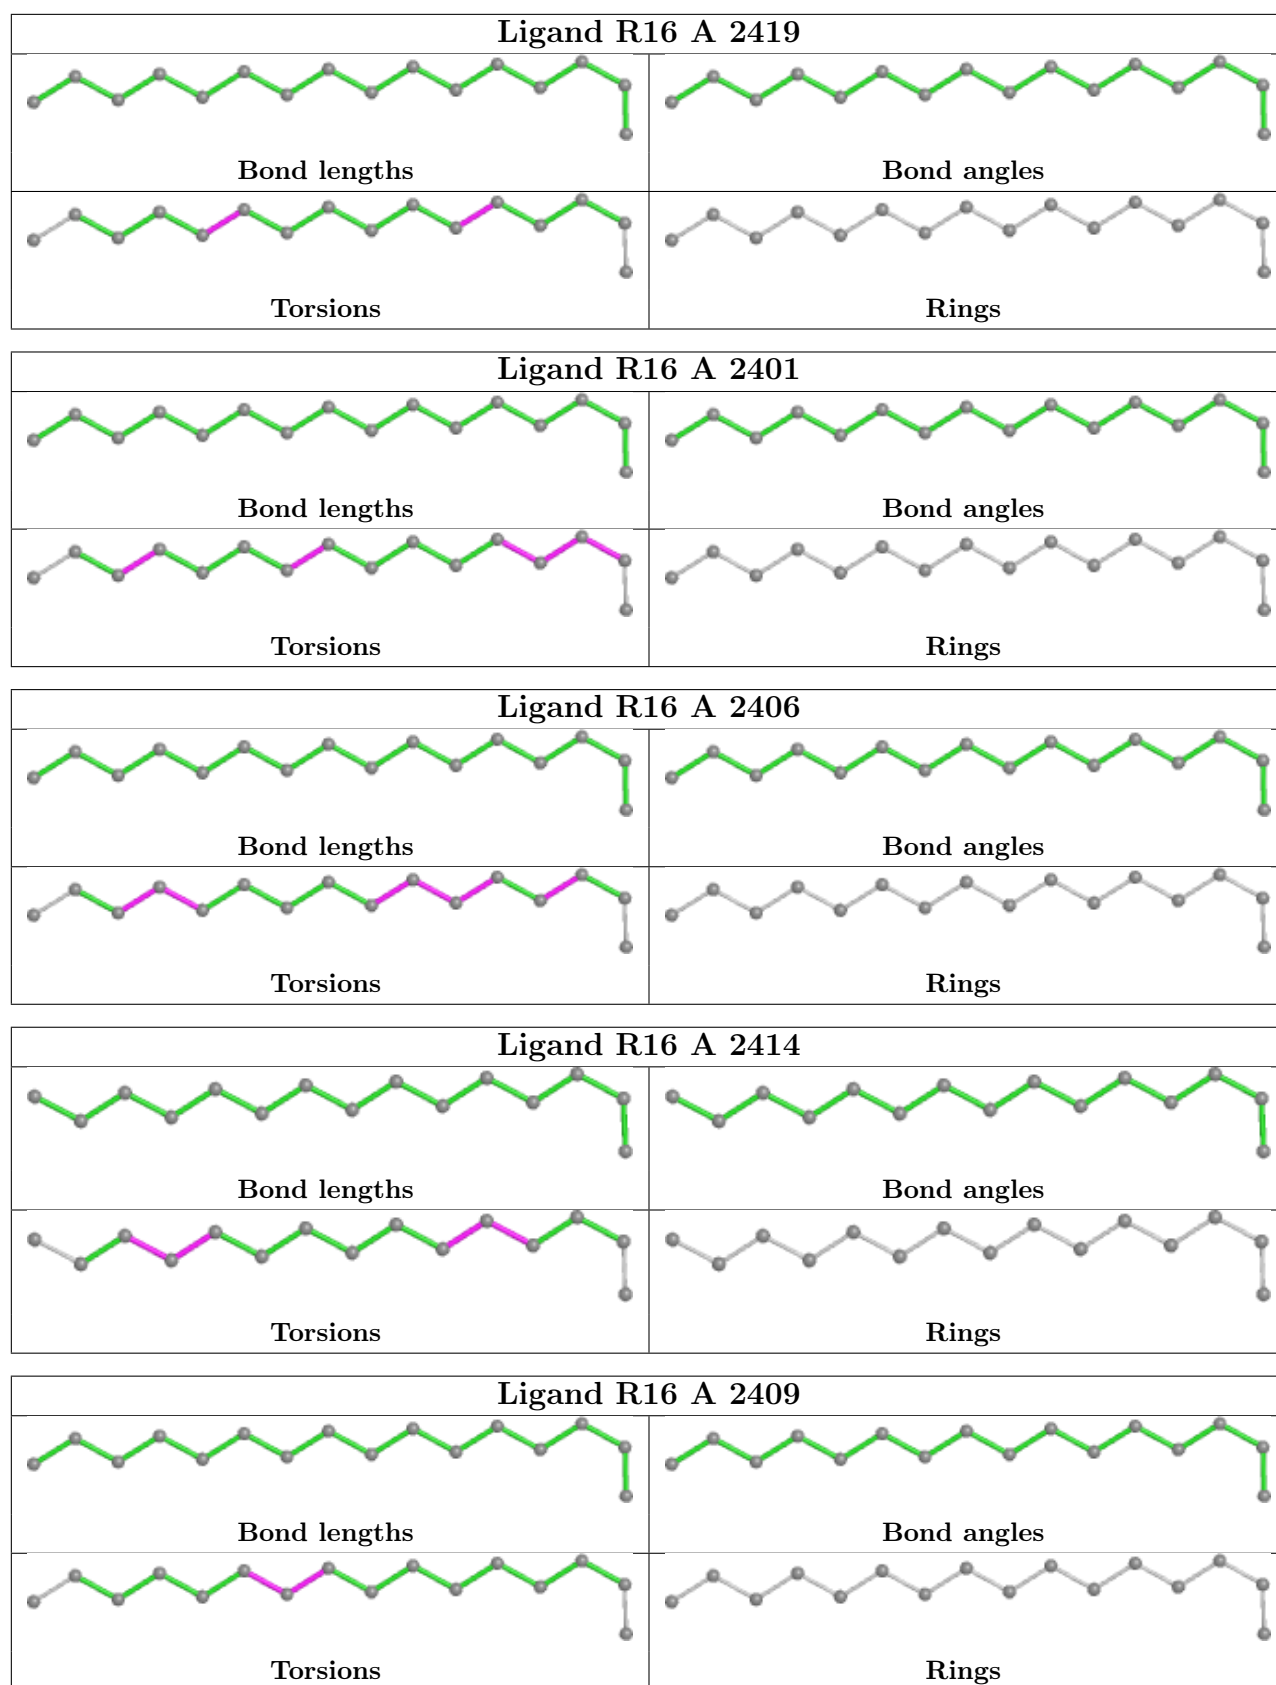 Ligand R16 A 2419
Bond lengths
Bond angles
Torsions
Rings
Ligand R16 A 2401
Bond lengths
Bond angles
Torsions
Rings
Ligand R16 A 2406
Bond lengths
Bond angles
Torsions
Rings
Ligand R16 A 2414
Bond lengths
Bond angles
Torsions
Rings
Ligand R16 A 2409
Bond lengths
Bond angles
Torsions
Rings